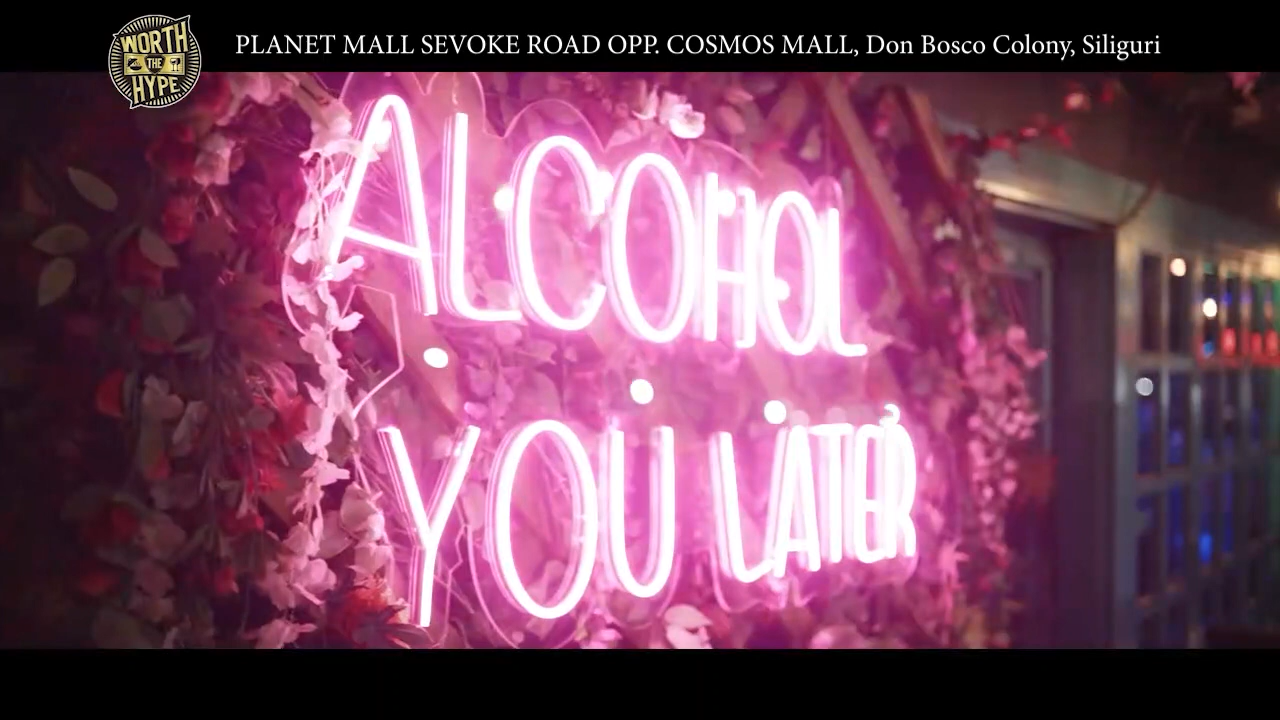 WORTH
THE
HYPE
PLANET MALL SEVOKE ROAD OPP. COSMOS MALL, Don Bosco Colony, Siliguri
ALCOHOL
YOU LATER